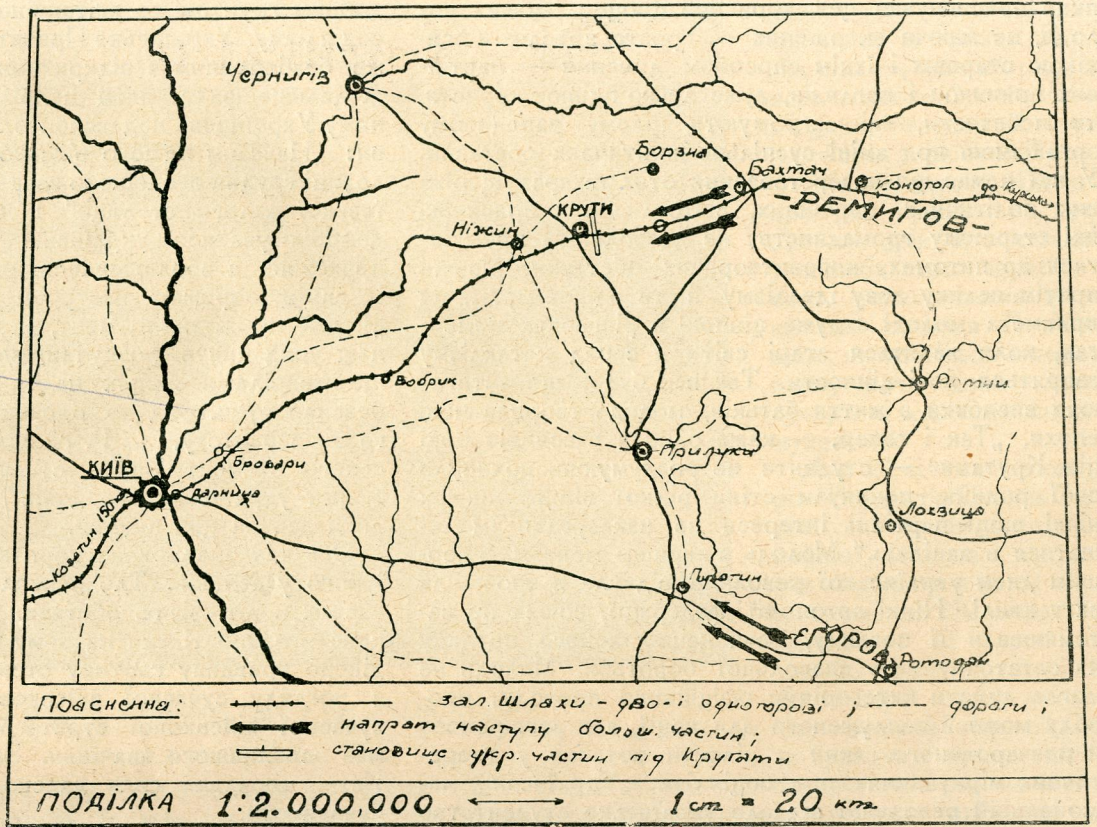 Чернигів
Борзна
Бахмач
Конотоп
до Курська
-РЕМИГОВ-
КРУТИ
Ніжин
Бобрик
Ромни
Прилуки
Бровари
КИЇВ
Дарниця
Козятин 150
Лохвиця
Пирятин
ЄГОРОВ
Ромодан
Пояснення: зал. шляхи - дво- і одноторові ; дороги ;
напрям наступу больш. частин;
становище укр. частин під Крутами
ПОДІЛКА 1:2.000,000 1 cm = 20 km.